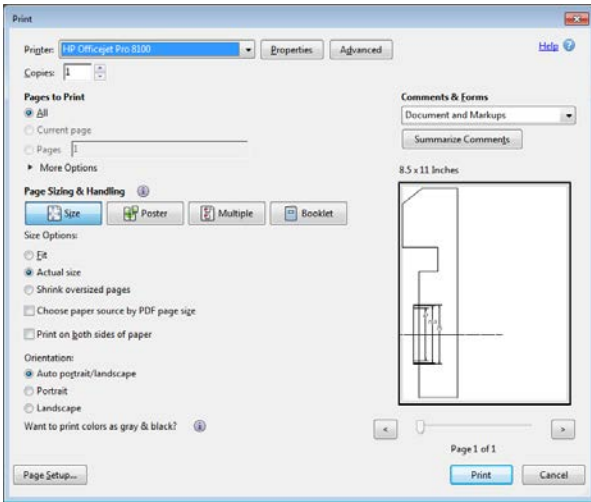 Print
Printer: HP Officejet Pro 8100 Properties Advanced Help
Copies: 1
Pages to Print
All
Current page
Pages 1
More Options
Page Sizing & Handling
Size Poster Multiple Booklet
Size Options:
Fit
Actual size
Shrink oversized pages
Choose paper source by PDF page size
Print on both sides of paper
Orientation:
Auto portrait/landscape
Portrait
Landscape
Want to print colors as gray & black?
Comments & Forms
Document and Markups
Summarize Comments
8.5 x 11 Inches
< >
Page 1 of 1
Page Setup... Print Cancel